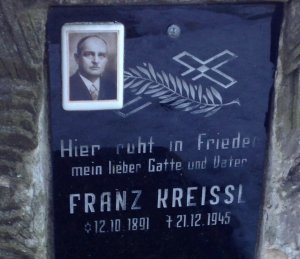 Hier ruht in Frieden
mein lieber Gatte und Vater
FRANZ KREISSL
✩12.10.1891 †21.12.1945